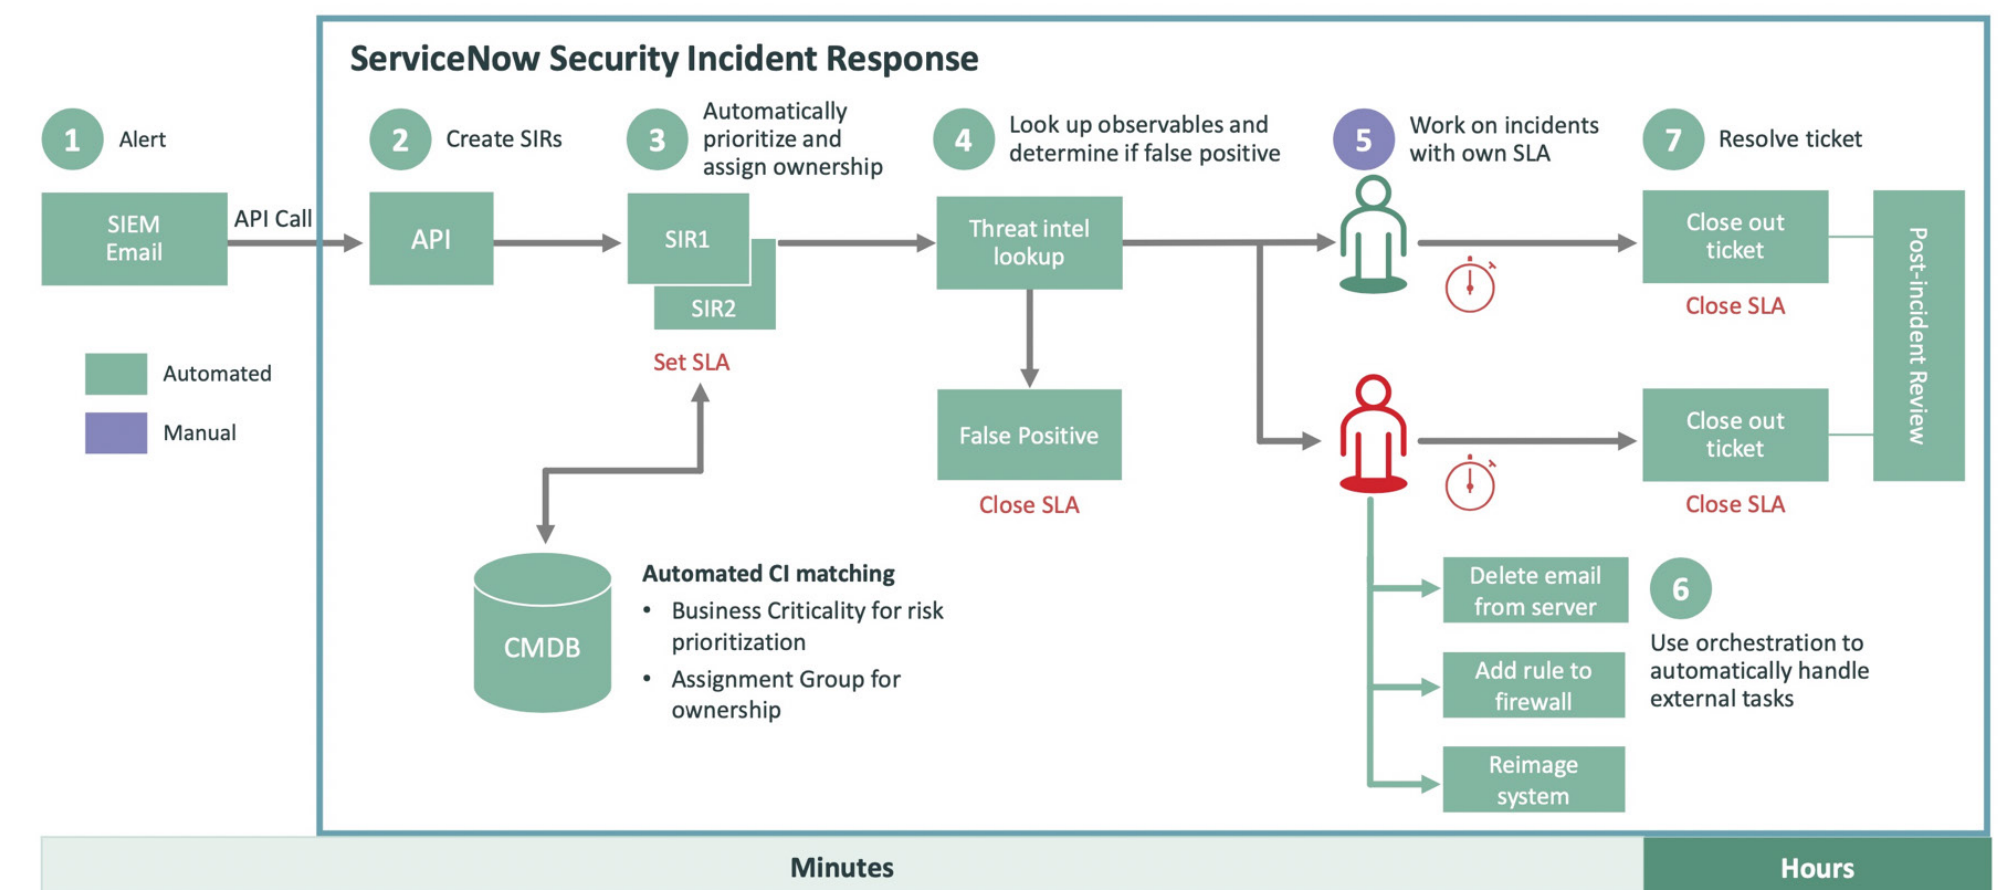 ServiceNow Security Incident Response
1
Alert
2
Create SIRs
3
Automatically
prioritize and
assign ownership
4
Look up observables and
determine if false positive
5
Work on incidents
with own SLA
7
Resolve ticket
SIEM
Email
API Call
API
SIR1
SIR2
Set SLA
Threat intel
lookup
False Positive
Close SLA
Close out
ticket
Close SLA
Close out
ticket
Close SLA
Post-incident Review
Automated
Manual
CMDB
Automated CI matching
• Business Criticality for risk
prioritization
• Assignment Group for
ownership
Delete email
from server
Add rule to
firewall
Reimage
system
6
Use orchestration to
automatically handle
external tasks
Minutes
Hours